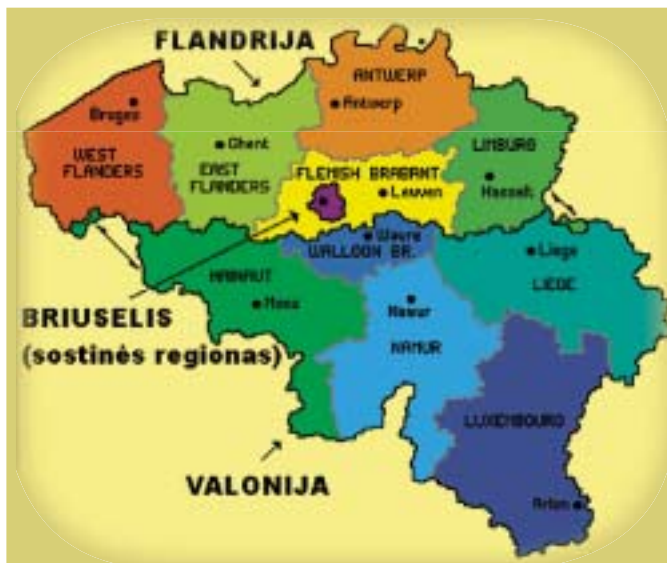 FLANDRIJA
ANTWERP
Antwerp
Bruges
WEST
FLANDERS
Ghent
EAST
FLANDERS
LIMBURG
Hasselt
FLEMISH BRABANT
Leuven
Wavre
WALLOON BR.
Liege
LIEGE
HAINAUT
Mons
BRIUSELIS
(sostinės regionas)
Namur
NAMUR
LUXEMBOURG
VALONIJA
Arlon